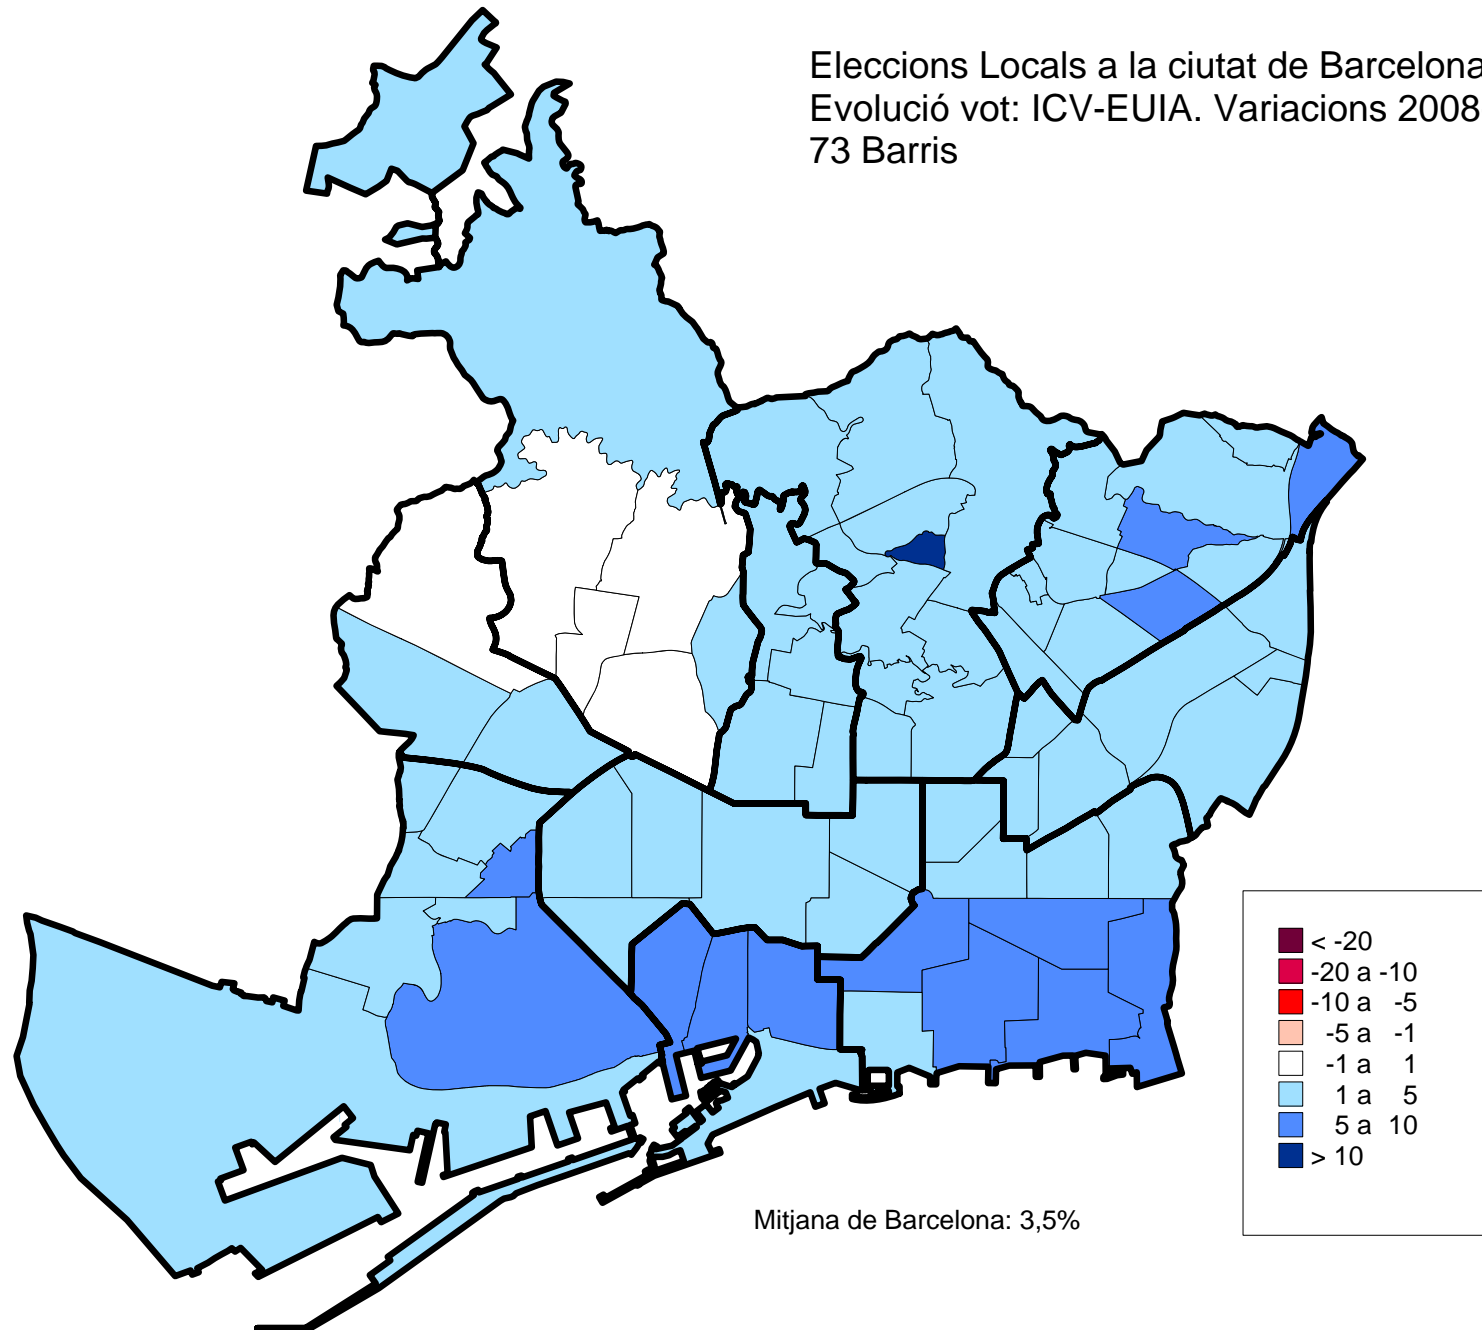 Eleccions Locals a la ciutat de Barcelona
Evolució vot: ICV-EUIA. Variacions 2008
73 Barris
< -20
-20 a -10
-10 a -5
-5 a -1
-1 a 1
1 a 5
5 a 10
> 10
Mitjana de Barcelona: 3,5%